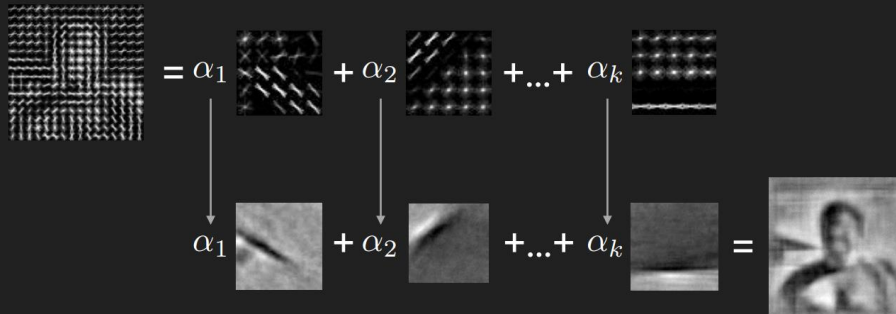 = α₁ + α₂ +...+ αₖ
α₁ + α₂ +...+ αₖ =